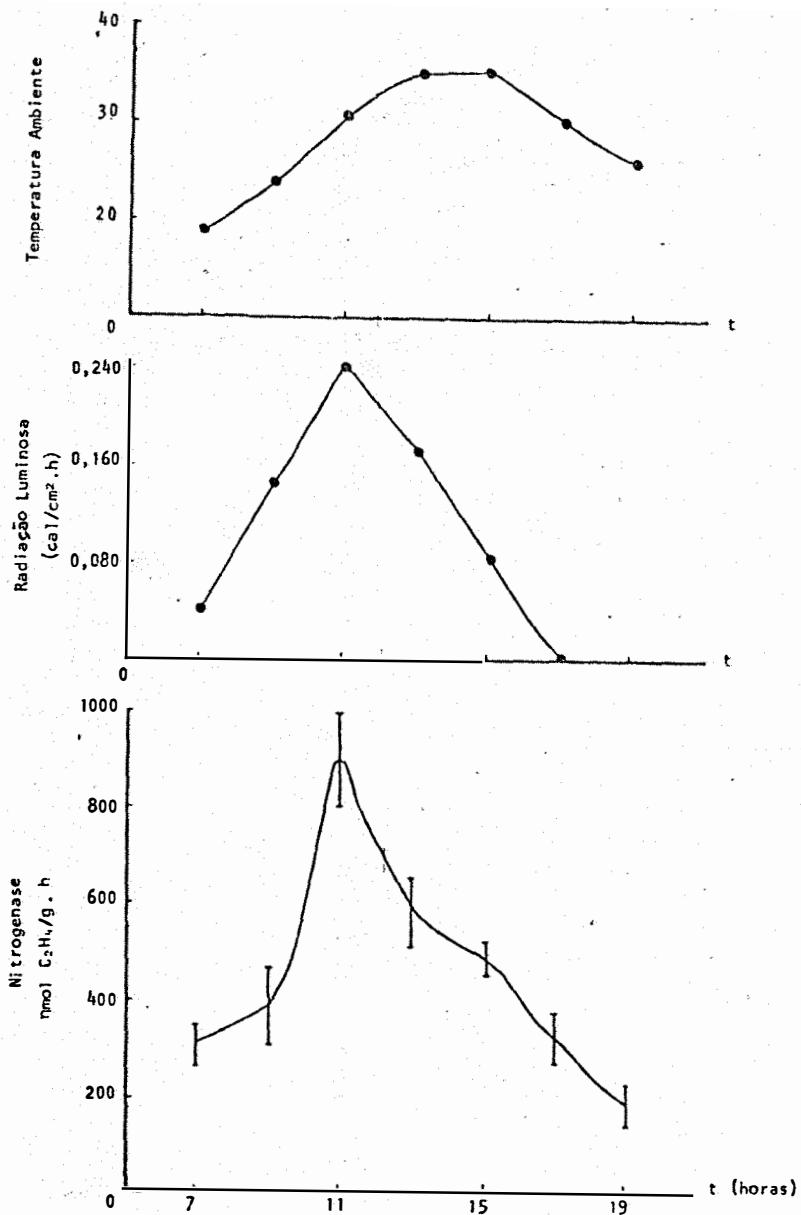 40
30
20
0
Temperatura Ambiente
t
0,240
0,160
0,080
0
Radiação Luminosa
(cal/cm².h)
t
1000
800
600
400
200
0
Nitrogenase
ηmol C₂H₄/g.h
7
11
15
19
t (horas)